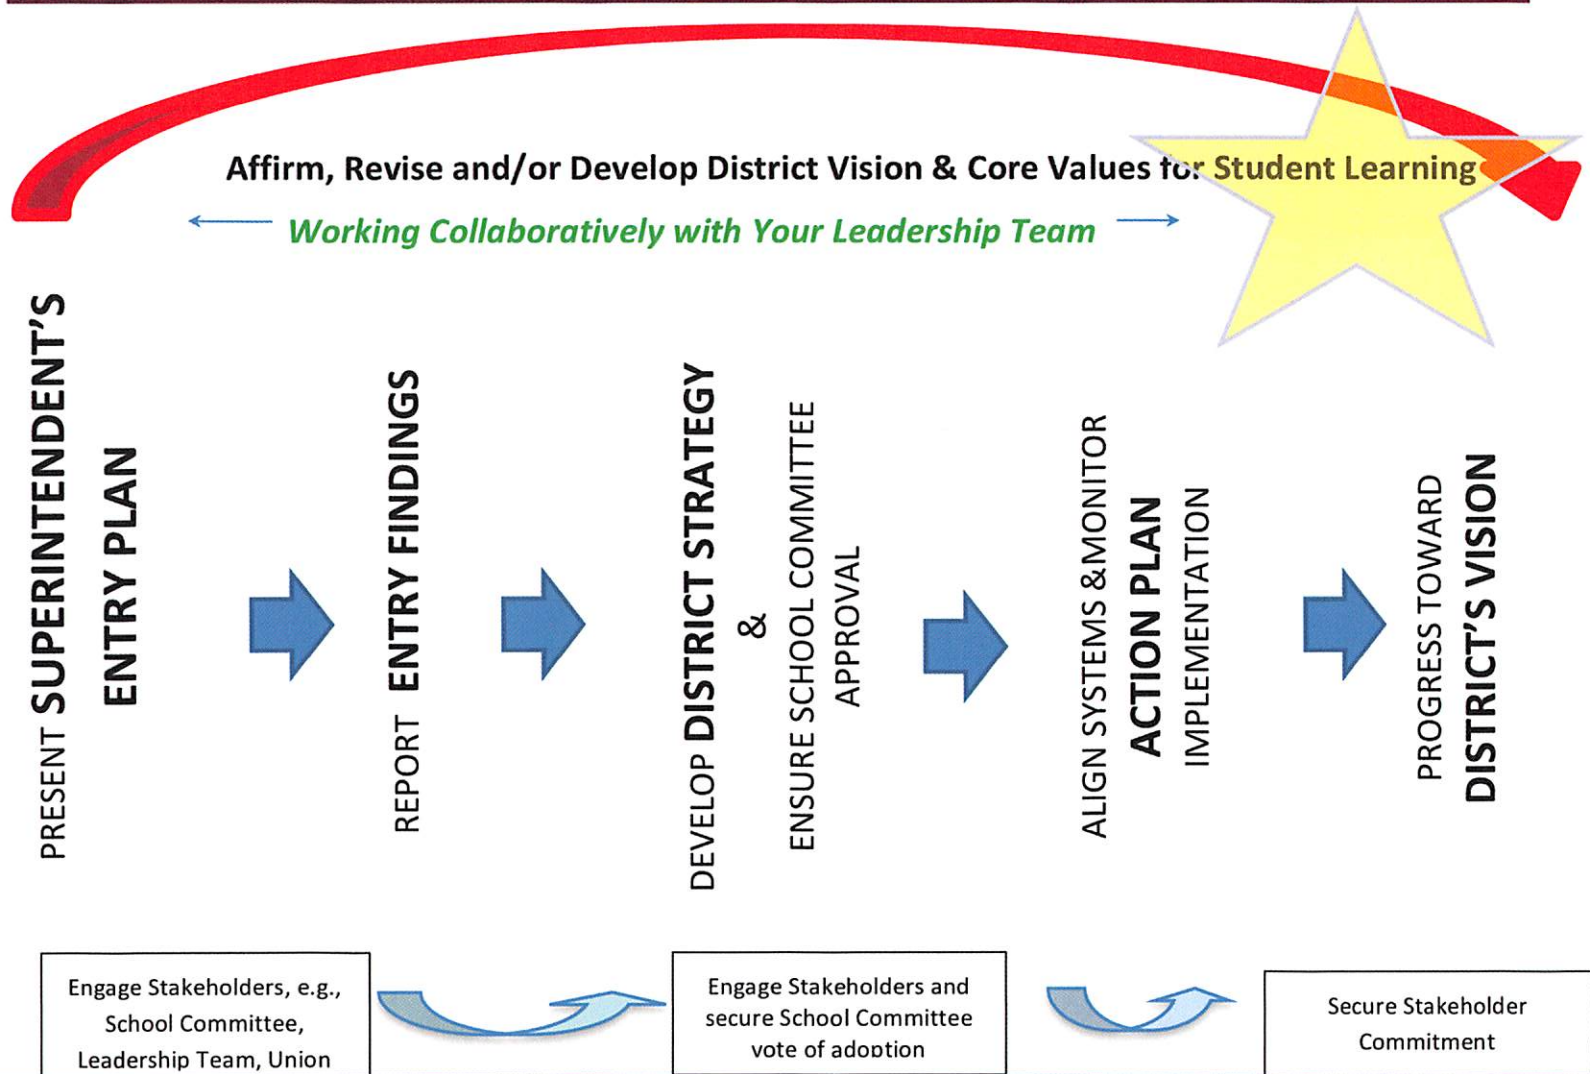 Affirm, Revise and/or Develop District Vision & Core Values for Student Learning
Working Collaboratively with Your Leadership Team
PRESENT SUPERINTENDENT'S
ENTRY PLAN
REPORT ENTRY FINDINGS
DEVELOP DISTRICT STRATEGY
&
ENSURE SCHOOL COMMITTEE
APPROVAL
ALIGN SYSTEMS &MONITOR
ACTION PLAN
IMPLEMENTATION
PROGRESS TOWARD
DISTRICT'S VISION
Engage Stakeholders, e.g.,
School Committee,
Leadership Team, Union
Engage Stakeholders and
secure School Committee
vote of adoption
Secure Stakeholder
Commitment